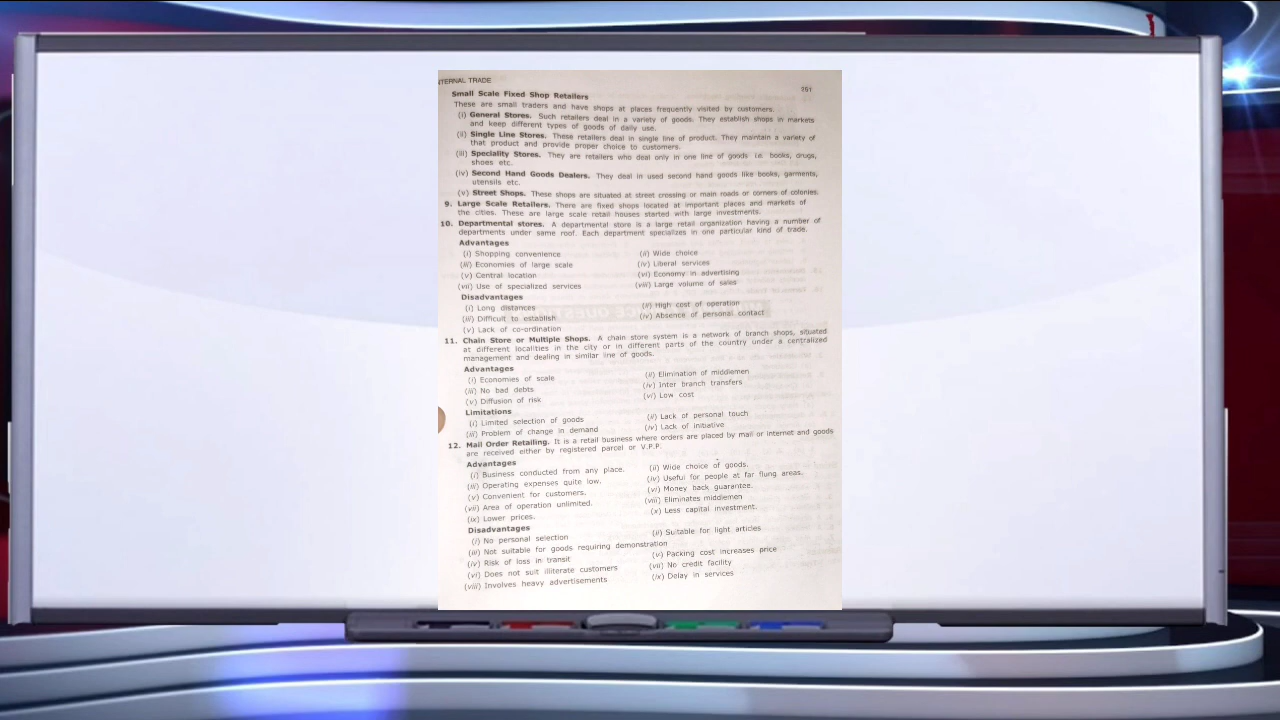 INTERNAL TRADE
291
Small Scale Fixed Shop Retailers
These are small traders and have shops at places frequently visited by customers.
(i) General Stores. Such retailers deal in a variety of goods. They establish shops in markets
and keep different types of goods of daily use.
(ii) Single Line Stores. These retailers deal in single line of product. They maintain a variety of
that product and provide proper choice to customers.
(iii) Speciality Stores. They are retailers who deal only in one line of goods i.e. books, drugs,
shoes etc.
(iv) Second Hand Goods Dealers. They deal in used second hand goods like books, garments,
utensils etc.
(v) Street Shops. These shops are situated at street crossing or main roads or corners of colonies.
9. Large Scale Retailers. There are fixed shops located at important places and markets of
the cities. These are large scale retail houses started with large investments.
10. Departmental stores. A departmental store is a large retail organization having a number of
departments under same roof. Each department specializes in one particular kind of trade.
Advantages
(i) Shopping convenience (ii) Wide choice
(iii) Economies of large scale (iv) Liberal services
(v) Central location (vi) Economy in advertising
(vii) Use of specialized services (viii) Large volume of sales
Disadvantages
(i) Long distances (ii) High cost of operation
(iii) Difficult to establish (iv) Absence of personal contact
(v) Lack of co-ordination
11. Chain Store or Multiple Shops. A chain store system is a network of branch shops, situated
at different localities in the city or in different parts of the country under a centralized
management and dealing in similar line of goods.
Advantages
(i) Economies of scale (ii) Elimination of middlemen
(iii) No bad debts (iv) Inter branch transfers
(v) Diffusion of risk (vi) Low cost
Limitations
(i) Limited selection of goods (ii) Lack of personal touch
(iii) Problem of change in demand (iv) Lack of initiative
12. Mail Order Retailing. It is a retail business where orders are placed by mail or internet and goods
are received either by registered parcel or V.P.P.
Advantages
(i) Business conducted from any place. (ii) Wide choice of goods.
(iii) Operating expenses quite low. (iv) Useful for people at far flung areas.
(v) Convenient for customers. (vi) Money back guarantee.
(vii) Area of operation unlimited. (viii) Eliminates middlemen
(ix) Lower prices. (x) Less capital investment.
Disadvantages
(i) No personal selection (ii) Suitable for light articles
(iii) Not suitable for goods requiring demonstration
(iv) Risk of loss in transit (v) Packing cost increases price
(vi) Does not suit illiterate customers (vii) No credit facility
(viii) Involves heavy advertisements (ix) Delay in services